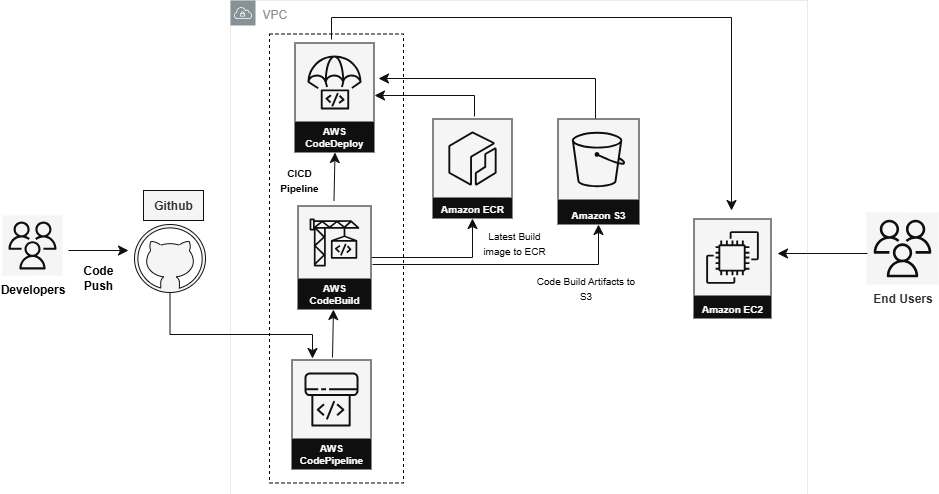 VPC
AWS
CodeDeploy
CICD
Pipeline
Amazon ECR
Amazon S3
Github
Latest Build
image to ECR
Code Build Artifacts to
S3
Developers
Code
Push
AWS
CodeBuild
Amazon EC2
End Users
AWS
CodePipeline